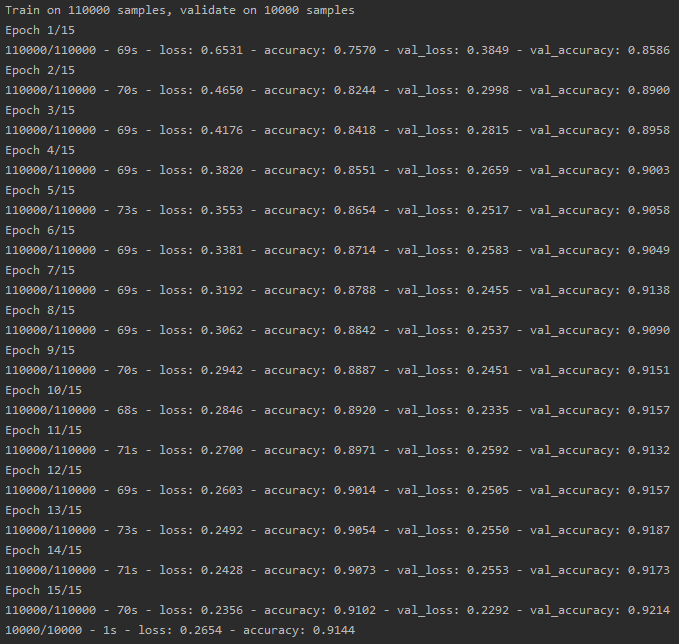 Train on 110000 samples, validate on 10000 samples
Epoch 1/15
110000/110000 - 69s - loss: 0.6531 - accuracy: 0.7570 - val_loss: 0.3849 - val_accuracy: 0.8586
Epoch 2/15
110000/110000 - 70s - loss: 0.4650 - accuracy: 0.8244 - val_loss: 0.2998 - val_accuracy: 0.8900
Epoch 3/15
110000/110000 - 69s - loss: 0.4176 - accuracy: 0.8418 - val_loss: 0.2815 - val_accuracy: 0.8958
Epoch 4/15
110000/110000 - 69s - loss: 0.3820 - accuracy: 0.8551 - val_loss: 0.2659 - val_accuracy: 0.9003
Epoch 5/15
110000/110000 - 73s - loss: 0.3553 - accuracy: 0.8654 - val_loss: 0.2517 - val_accuracy: 0.9058
Epoch 6/15
110000/110000 - 69s - loss: 0.3381 - accuracy: 0.8714 - val_loss: 0.2583 - val_accuracy: 0.9049
Epoch 7/15
110000/110000 - 69s - loss: 0.3192 - accuracy: 0.8788 - val_loss: 0.2455 - val_accuracy: 0.9138
Epoch 8/15
110000/110000 - 69s - loss: 0.3062 - accuracy: 0.8842 - val_loss: 0.2537 - val_accuracy: 0.9090
Epoch 9/15
110000/110000 - 70s - loss: 0.2942 - accuracy: 0.8887 - val_loss: 0.2451 - val_accuracy: 0.9151
Epoch 10/15
110000/110000 - 68s - loss: 0.2846 - accuracy: 0.8920 - val_loss: 0.2335 - val_accuracy: 0.9157
Epoch 11/15
110000/110000 - 71s - loss: 0.2700 - accuracy: 0.8971 - val_loss: 0.2592 - val_accuracy: 0.9132
Epoch 12/15
110000/110000 - 69s - loss: 0.2603 - accuracy: 0.9014 - val_loss: 0.2505 - val_accuracy: 0.9157
Epoch 13/15
110000/110000 - 73s - loss: 0.2492 - accuracy: 0.9054 - val_loss: 0.2550 - val_accuracy: 0.9187
Epoch 14/15
110000/110000 - 71s - loss: 0.2428 - accuracy: 0.9073 - val_loss: 0.2553 - val_accuracy: 0.9173
Epoch 15/15
110000/110000 - 70s - loss: 0.2356 - accuracy: 0.9102 - val_loss: 0.2292 - val_accuracy: 0.9214
10000/10000 - 1s - loss: 0.2654 - accuracy: 0.9144